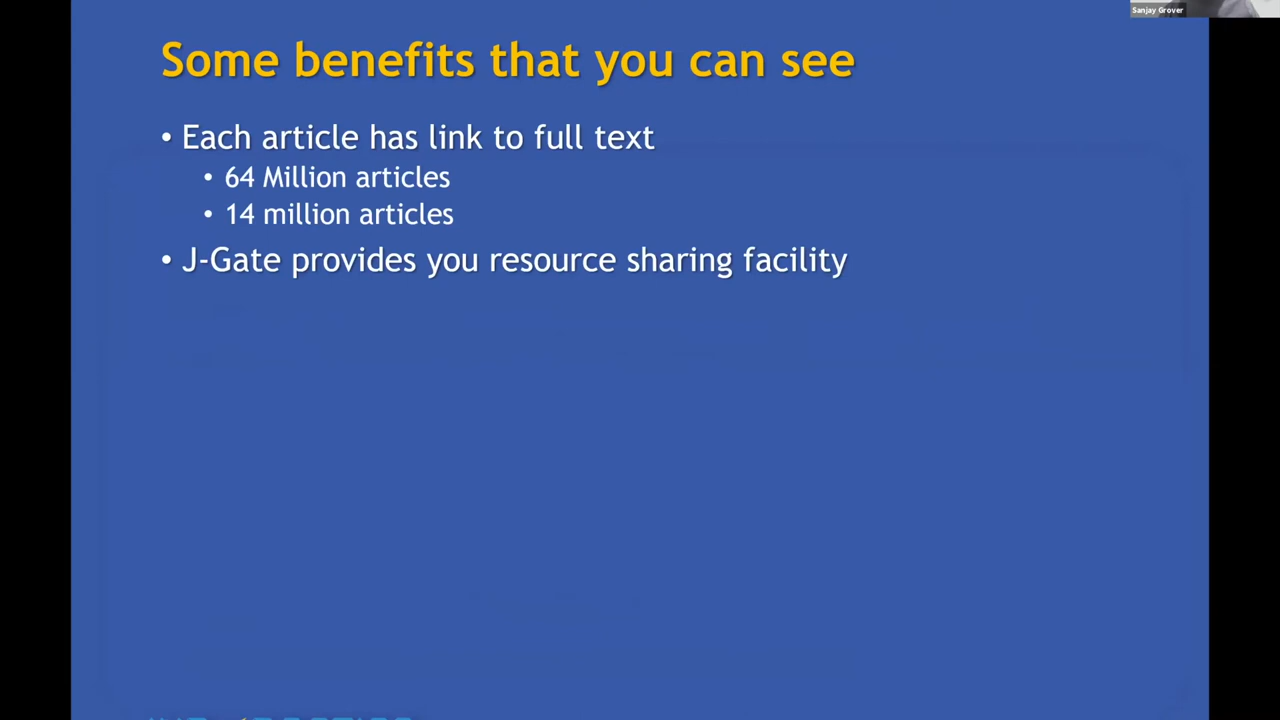 Sanjay Grover
Some benefits that you can see
• Each article has link to full text
• 64 Million articles
• 14 million articles
• J-Gate provides you resource sharing facility